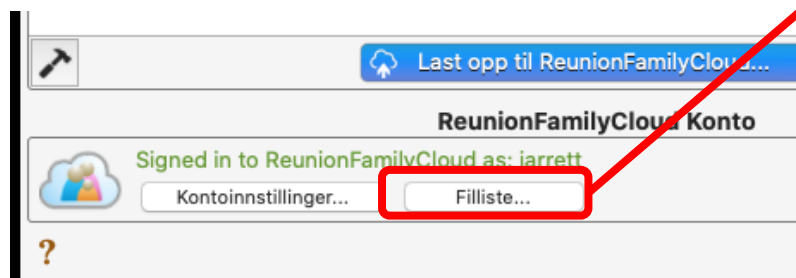 Last opp til ReunionFamilyCloud...
ReunionFamilyCloud Konto
Signed in to ReunionFamilyCloud as: jarrett
Kontoinnstillinger...
Filliste...
?